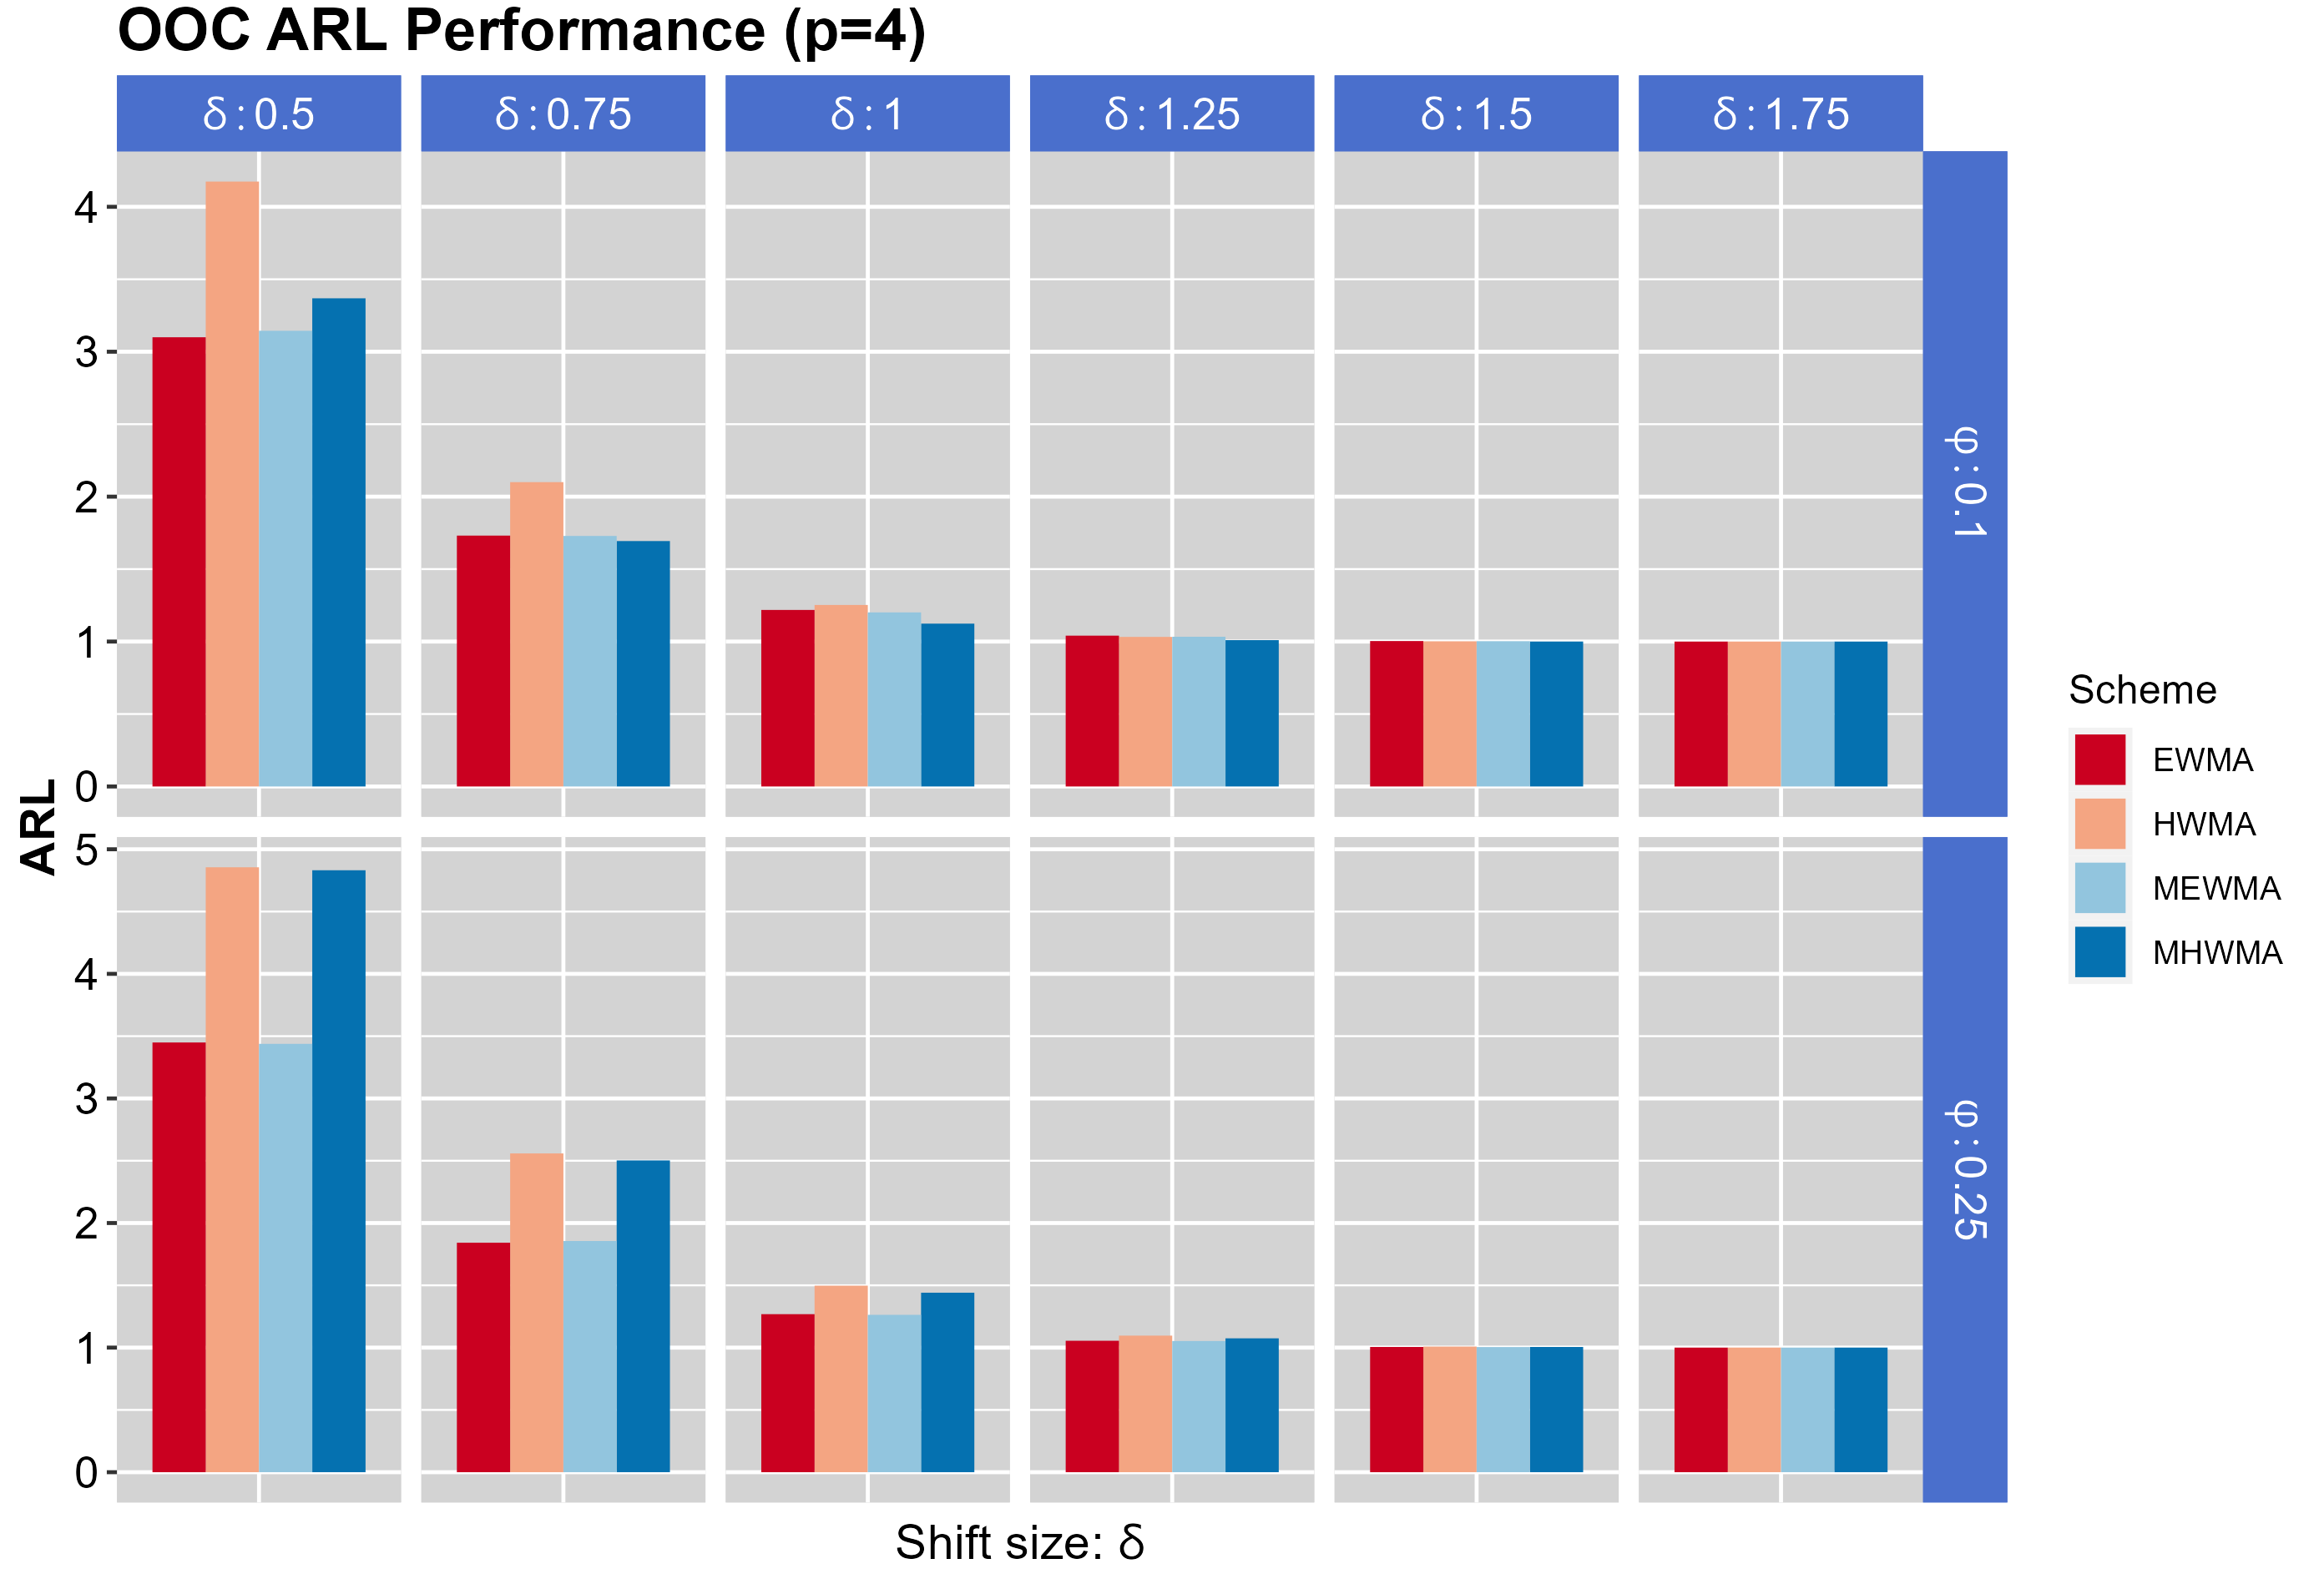 OOC ARL Performance (p=4)
δ:0.5
δ:0.75
δ:1
δ:1.25
δ:1.5
δ:1.75
4
3
2
1
0
φ:0.1
ARL
5
4
3
2
1
0
φ:0.25
Shift size: δ
Scheme
EWMA
HWMA
MEWMA
MHWMA